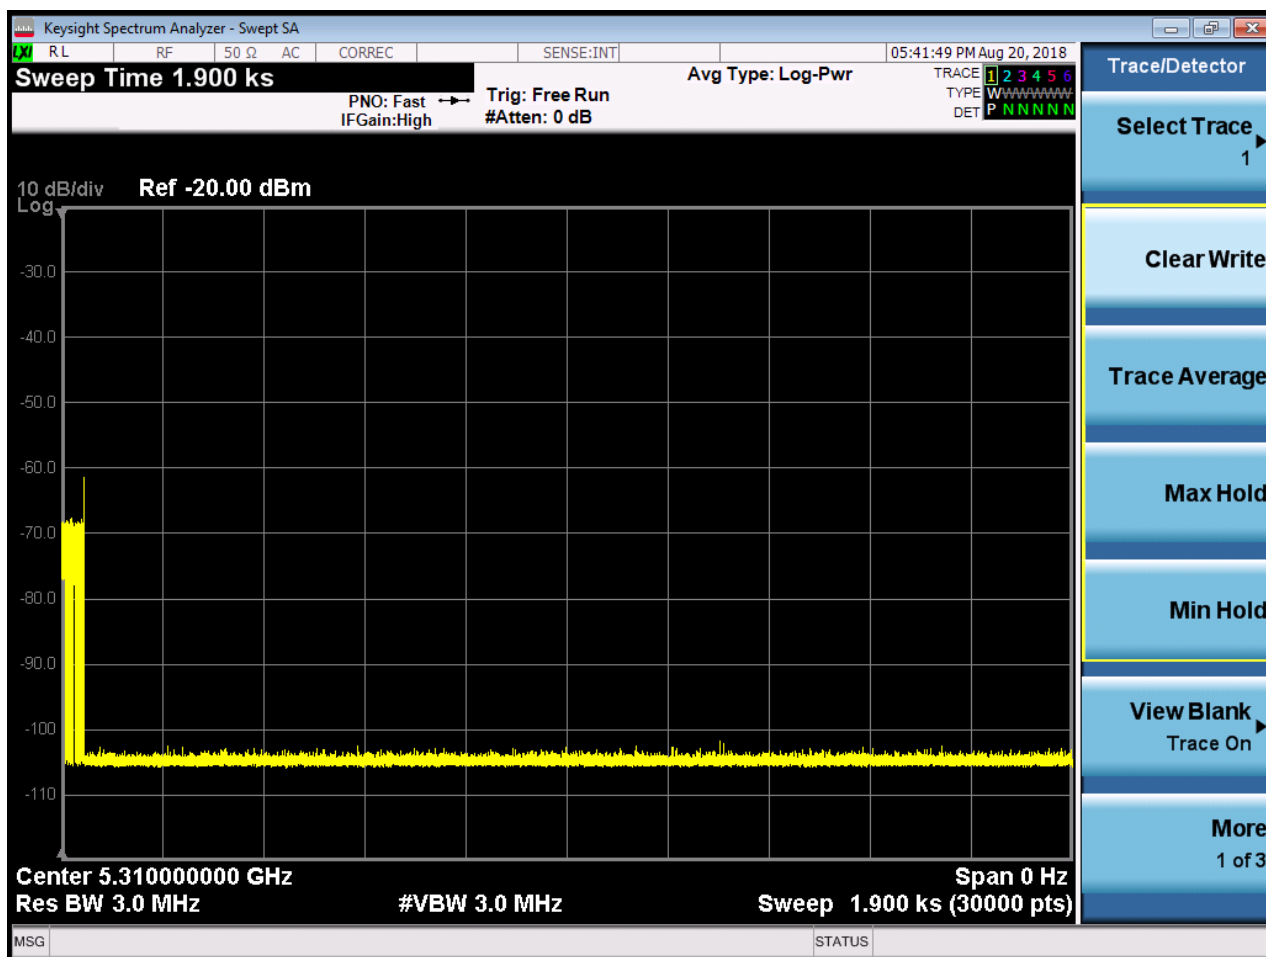 Keysight Spectrum Analyzer - Swept SA
LXI RL RF 50 Ω AC CORREC SENSE:INT 05:41:49 PM Aug 20, 2018
Sweep Time 1.900 ks
PNO: Fast
IFGain:High
Trig: Free Run
#Atten: 0 dB
Avg Type: Log-Pwr
TRACE 1 2 3 4 5 6
TYPE WWWWWWW
DET P N N N N N
10 dB/div Ref -20.00 dBm
Log
-30.0
-40.0
-50.0
-60.0
-70.0
-80.0
-90.0
-100
-110
Center 5.310000000 GHz Span 0 Hz
Res BW 3.0 MHz #VBW 3.0 MHz Sweep 1.900 ks (30000 pts)
MSG STATUS
Trace/Detector
Select Trace
1
Clear Write
Trace Average
Max Hold
Min Hold
View Blank
Trace On
More
1 of 3